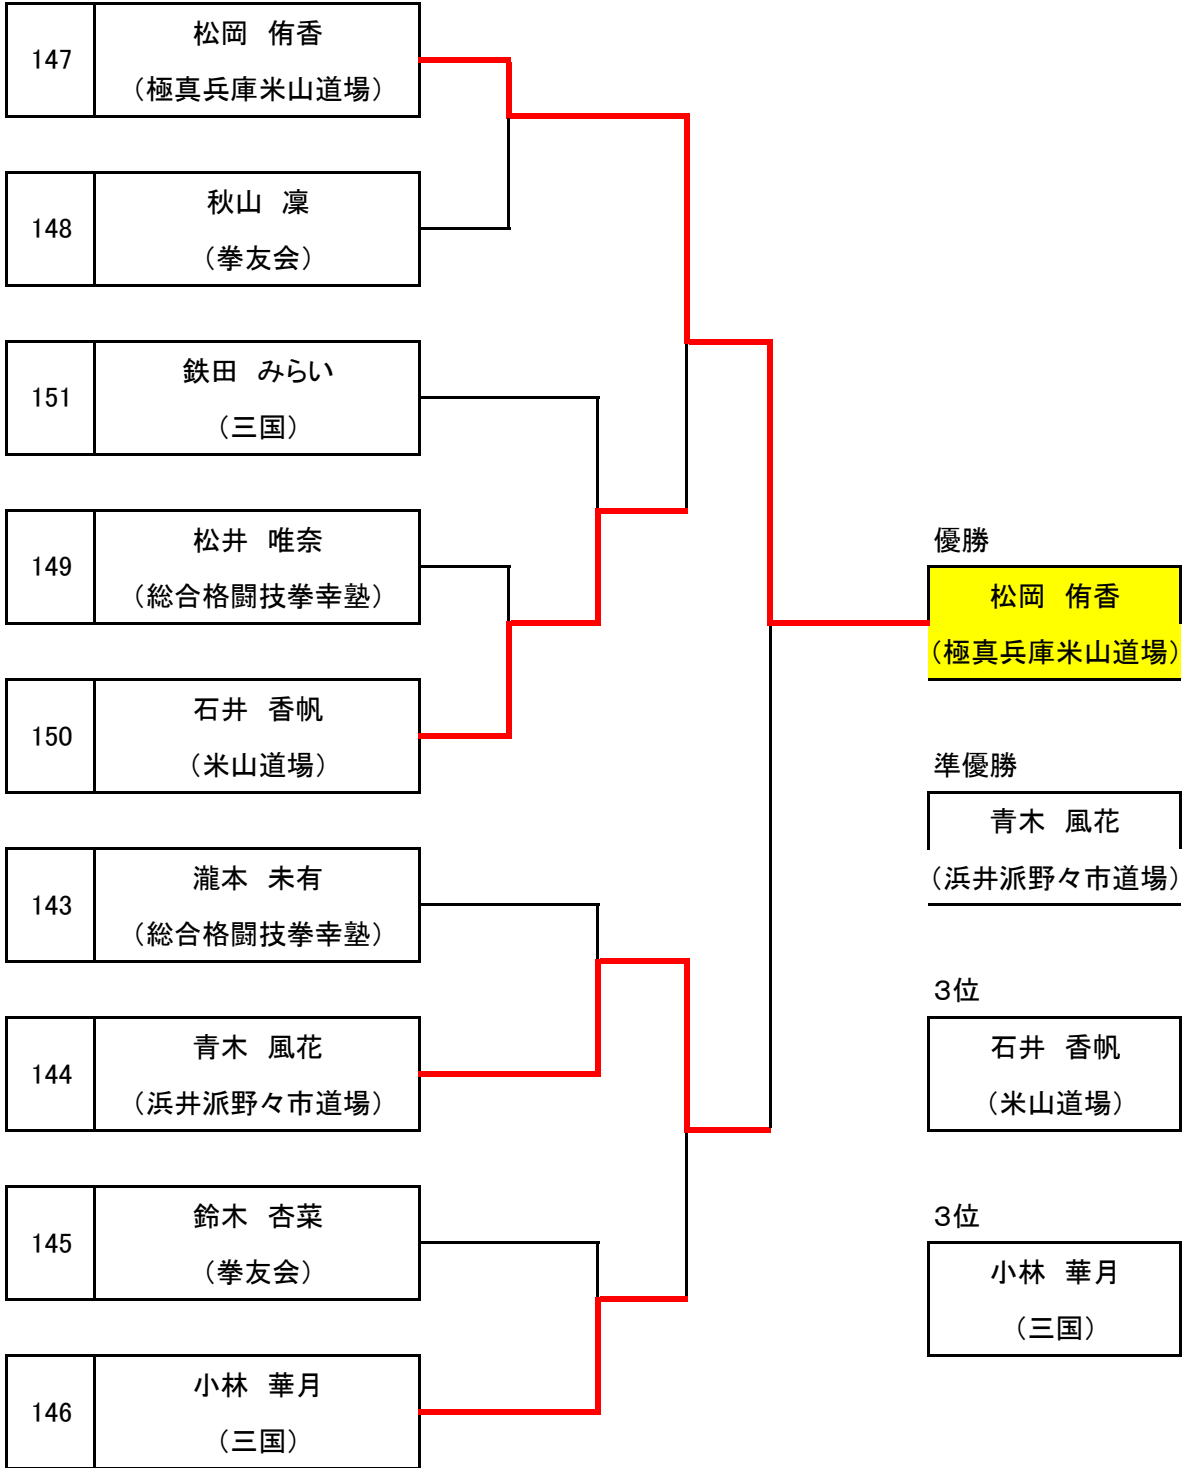 147
松岡　侑香
（極真兵庫米山道場）
148
秋山　凜
（拳友会）
151
鉄田　みらい
（三国）
149
松井　唯奈
（総合格闘技拳幸塾）
150
石井　香帆
（米山道場）
143
瀧本　未有
（総合格闘技拳幸塾）
144
青木　風花
（浜井派野々市道場）
145
鈴木　杏菜
（拳友会）
146
小林　華月
（三国）
優勝
松岡　侑香
（極真兵庫米山道場）
準優勝
青木　風花
（浜井派野々市道場）
3位
石井　香帆
（米山道場）
3位
小林　華月
（三国）